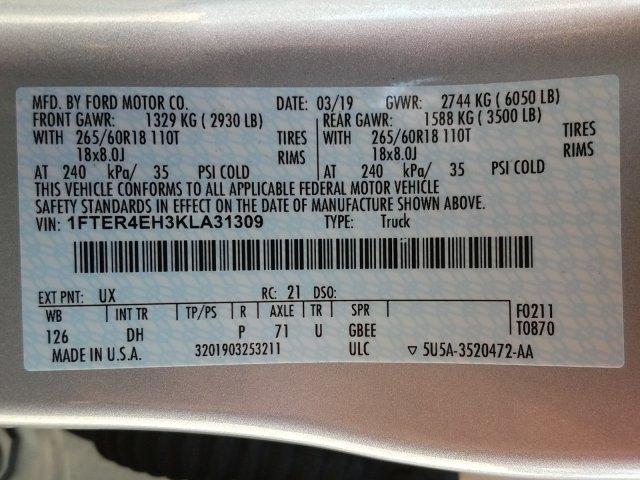 MFD. BY FORD MOTOR CO. DATE: 03/19 GVWR: 2744 KG ( 6050 LB)
FRONT GAWR: 1329 KG ( 2930 LB) REAR GAWR: 1588 KG ( 3500 LB)
WITH 265/60R18 110T TIRES WITH 265/60R18 110T TIRES
18x8.0J RIMS 18x8.0J RIMS
AT 240 kPa/ 35 PSI COLD AT 240 kPa/ 35 PSI COLD
THIS VEHICLE CONFORMS TO ALL APPLICABLE FEDERAL MOTOR VEHICLE
SAFETY STANDARDS IN EFFECT ON THE DATE OF MANUFACTURE SHOWN ABOVE.
VIN: 1FTER4EH3KLA31309 TYPE: Truck
EXT PNT: UX RC: 21 DSO:
WB INT TR TP/PS R AXLE TR SPR F0211
126 DH P 71 U GBEE T0870
MADE IN U.S.A. 3201903253211 ULC ▽ 5U5A-3520472-AA